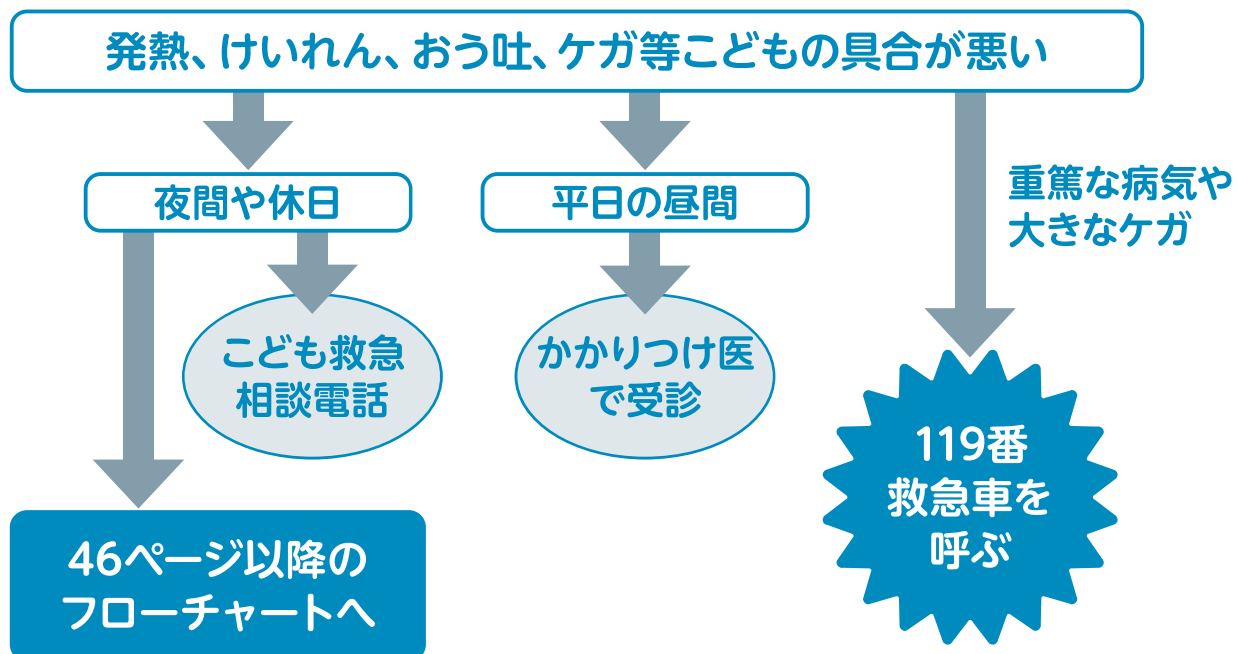 発熱、けいれん、おう吐、ケガ等こどもの具合が悪い
夜間や休日
平日の昼間
重篤な病気や
大きなケガ
こども救急
相談電話
かかりつけ医
で受診
119番
救急車を
呼ぶ
46ページ以降の
フローチャートへ